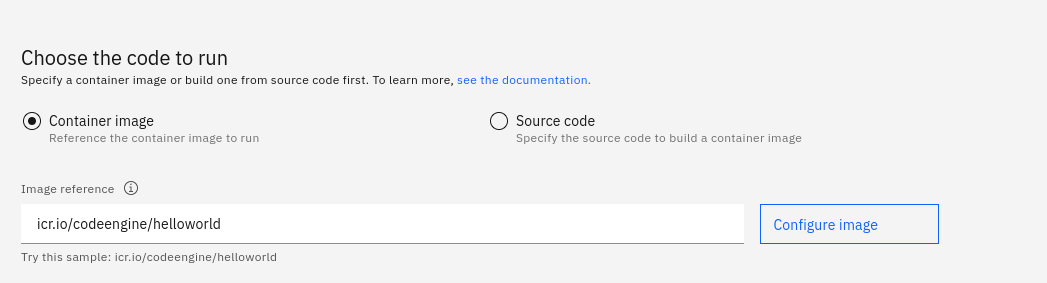 Choose the code to run
Specify a container image or build one from source code first. To learn more, see the documentation.
Container image
Reference the container image to run
Source code
Specify the source code to build a container image
Image reference
icr.io/codeengine/helloworld
Configure image
Try this sample: icr.io/codeengine/helloworld